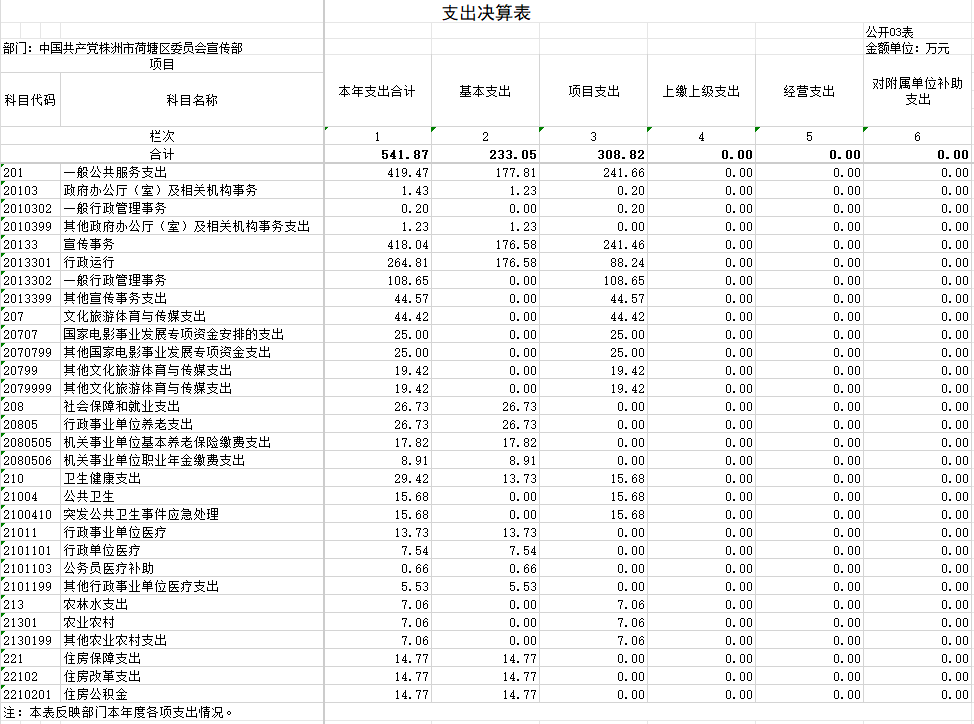 支出决算表
公开03表
部门：中国共产党株洲市荷塘区委员会宣传部 金额单位：万元
项目 本年支出合计 基本支出 项目支出 上缴上级支出 经营支出 对附属单位补助支出
科目代码 科目名称
栏次 1 2 3 4 5 6
合计 541.87 233.05 308.82 0.00 0.00 0.00
201 一般公共服务支出 419.47 177.81 241.66 0.00 0.00 0.00
20103 政府办公厅（室）及相关机构事务 1.43 1.23 0.20 0.00 0.00 0.00
2010302 一般行政管理事务 0.20 0.00 0.20 0.00 0.00 0.00
2010399 其他政府办公厅（室）及相关机构事务支出 1.23 1.23 0.00 0.00 0.00 0.00
20133 宣传事务 418.04 176.58 241.46 0.00 0.00 0.00
2013301 行政运行 264.81 176.58 88.24 0.00 0.00 0.00
2013302 一般行政管理事务 108.65 0.00 108.65 0.00 0.00 0.00
2013399 其他宣传事务支出 44.57 0.00 44.57 0.00 0.00 0.00
207 文化旅游体育与传媒支出 44.42 0.00 44.42 0.00 0.00 0.00
20707 国家电影事业发展专项资金安排的支出 25.00 0.00 25.00 0.00 0.00 0.00
2070799 其他国家电影事业发展专项资金支出 25.00 0.00 25.00 0.00 0.00 0.00
20799 其他文化旅游体育与传媒支出 19.42 0.00 19.42 0.00 0.00 0.00
2079999 其他文化旅游体育与传媒支出 19.42 0.00 19.42 0.00 0.00 0.00
208 社会保障和就业支出 26.73 26.73 0.00 0.00 0.00 0.00
20805 行政事业单位养老支出 26.73 26.73 0.00 0.00 0.00 0.00
2080505 机关事业单位基本养老保险缴费支出 17.82 17.82 0.00 0.00 0.00 0.00
2080506 机关事业单位职业年金缴费支出 8.91 8.91 0.00 0.00 0.00 0.00
210 卫生健康支出 29.42 13.73 15.68 0.00 0.00 0.00
21004 公共卫生 15.68 0.00 15.68 0.00 0.00 0.00
2100410 突发公共卫生事件应急处理 15.68 0.00 15.68 0.00 0.00 0.00
21011 行政事业单位医疗 13.73 13.73 0.00 0.00 0.00 0.00
2101101 行政单位医疗 7.54 7.54 0.00 0.00 0.00 0.00
2101103 公务员医疗补助 0.66 0.66 0.00 0.00 0.00 0.00
2101199 其他行政事业单位医疗支出 5.53 5.53 0.00 0.00 0.00 0.00
213 农林水支出 7.06 0.00 7.06 0.00 0.00 0.00
21301 农业农村 7.06 0.00 7.06 0.00 0.00 0.00
2130199 其他农业农村支出 7.06 0.00 7.06 0.00 0.00 0.00
221 住房保障支出 14.77 14.77 0.00 0.00 0.00 0.00
22102 住房改革支出 14.77 14.77 0.00 0.00 0.00 0.00
2210201 住房公积金 14.77 14.77 0.00 0.00 0.00 0.00
注：本表反映部门本年度各项支出情况。